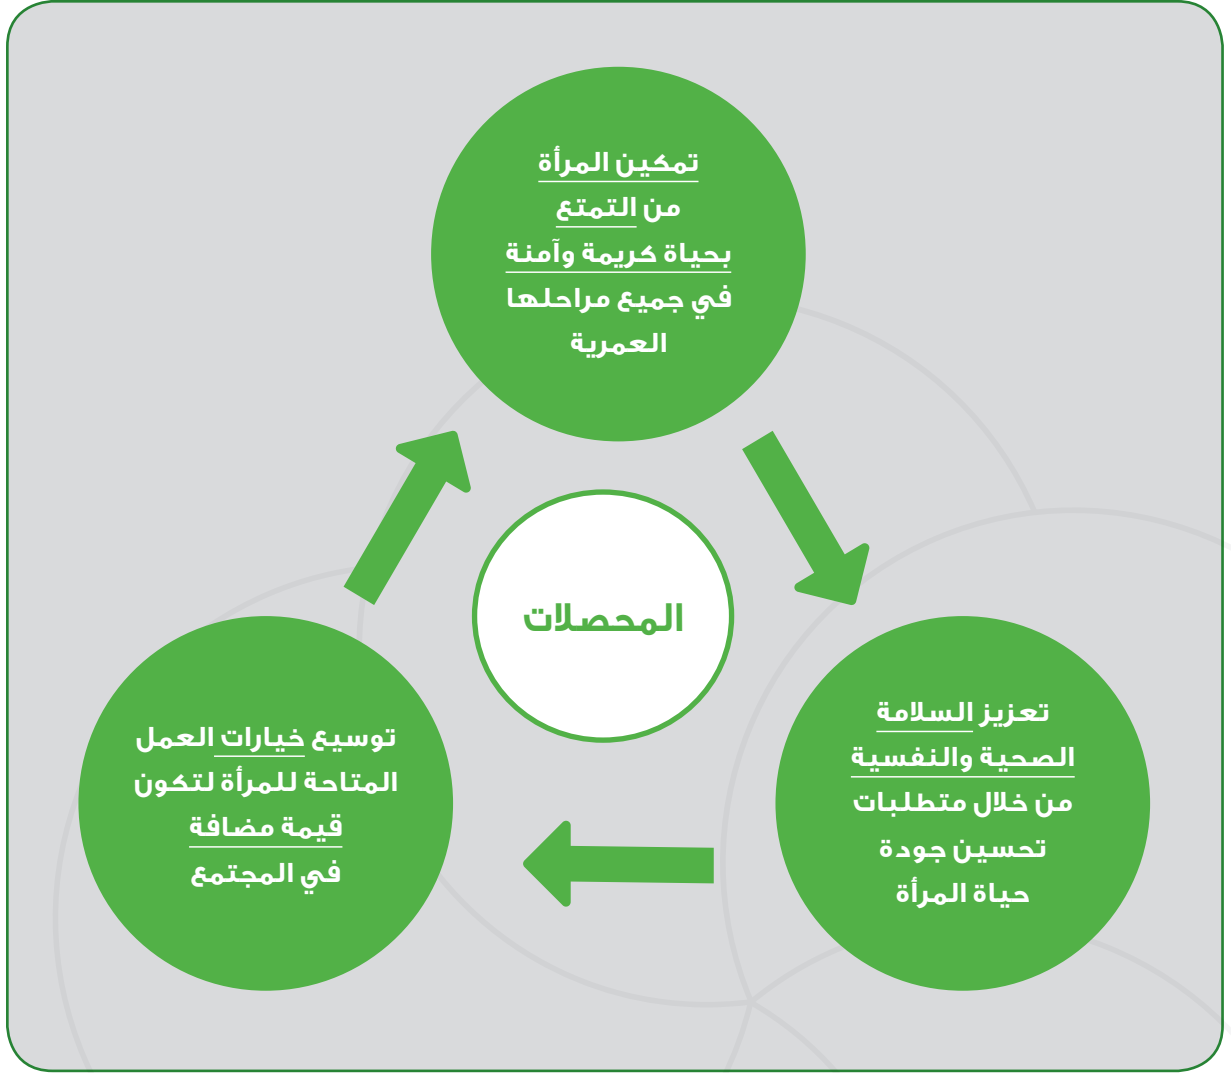 تمكين المرأة
من التمتع
بحياة كريمة وآمنة
في جميع مراحلها
العمرية
المحصلات
تعزيز السلامة
الصحية والنفسية
من خلال متطلبات
تحسين جودة
حياة المرأة
توسيع خيارات العمل
المتاحة للمرأة لتكون
قيمة مضافة
في المجتمع